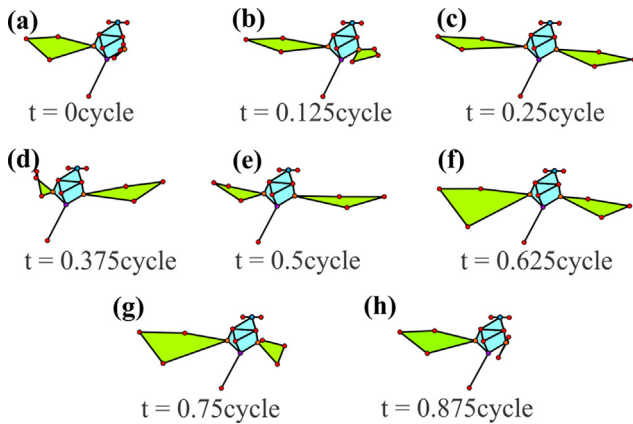 (a)
(b)
(c)
t = 0cycle
t = 0.125cycle
t = 0.25cycle
(d)
(e)
(f)
t = 0.375cycle
t = 0.5cycle
t = 0.625cycle
(g)
(h)
t = 0.75cycle
t = 0.875cycle